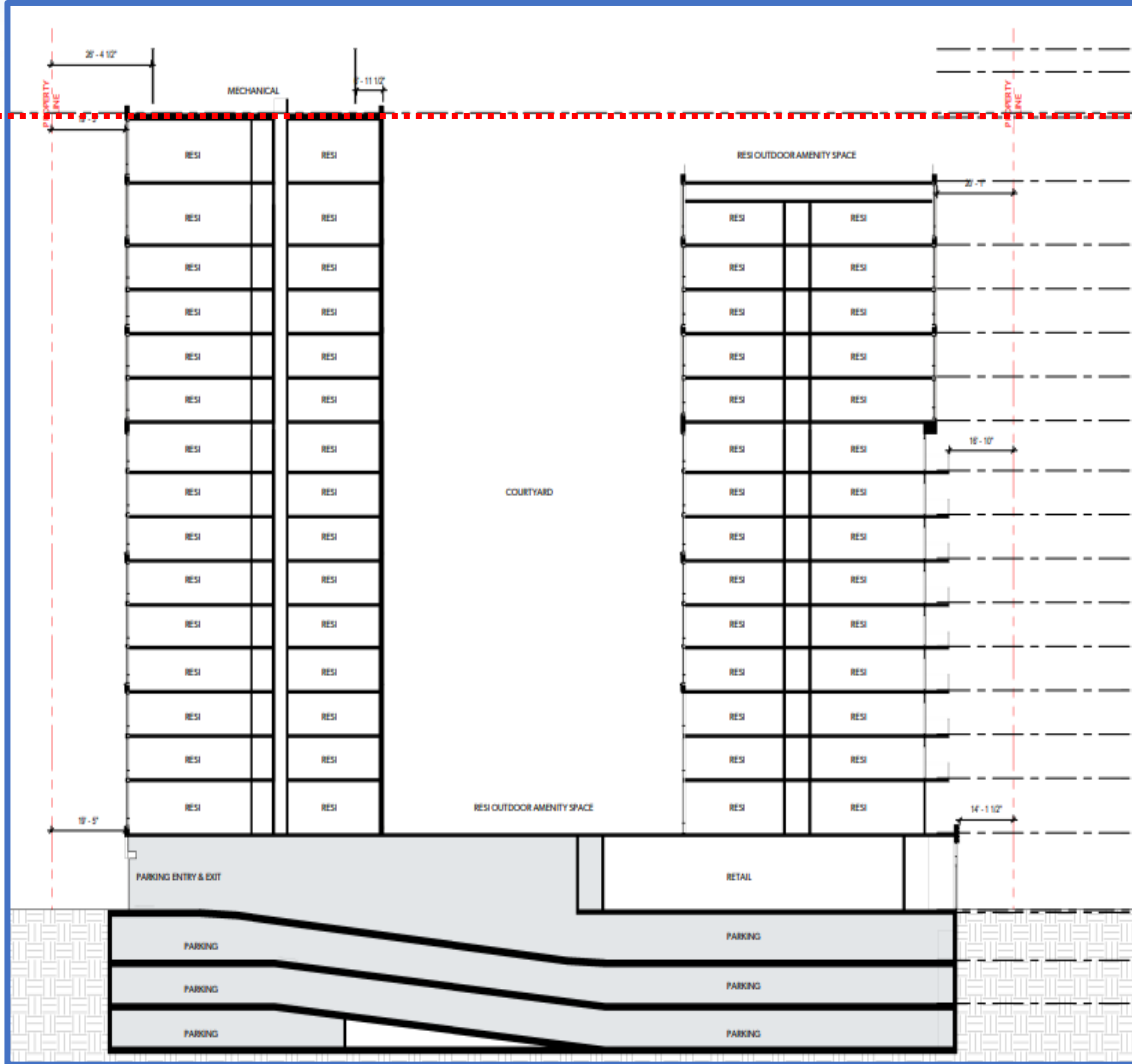 26' - 4 1/2"
' - 11 1/2"
MECHANICAL
PROPERTY
LINE
PROPERTY
LINE
RESI RESI RESI OUTDOOR AMENITY SPACE
20' - 1"
RESI RESI RESI RESI
RESI RESI RESI RESI
RESI RESI RESI RESI
RESI RESI RESI RESI
RESI RESI RESI RESI
16' - 10"
RESI RESI RESI RESI
RESI RESI COURTYARD RESI RESI
RESI RESI RESI RESI
RESI RESI RESI RESI
RESI RESI RESI RESI
RESI RESI RESI RESI
RESI RESI RESI RESI
RESI RESI RESI RESI
RESI RESI RESI OUTDOOR AMENITY SPACE RESI RESI
19' - 5"
14' - 1 1/2"
PARKING ENTRY & EXIT RETAIL
PARKING PARKING
PARKING PARKING
PARKING PARKING